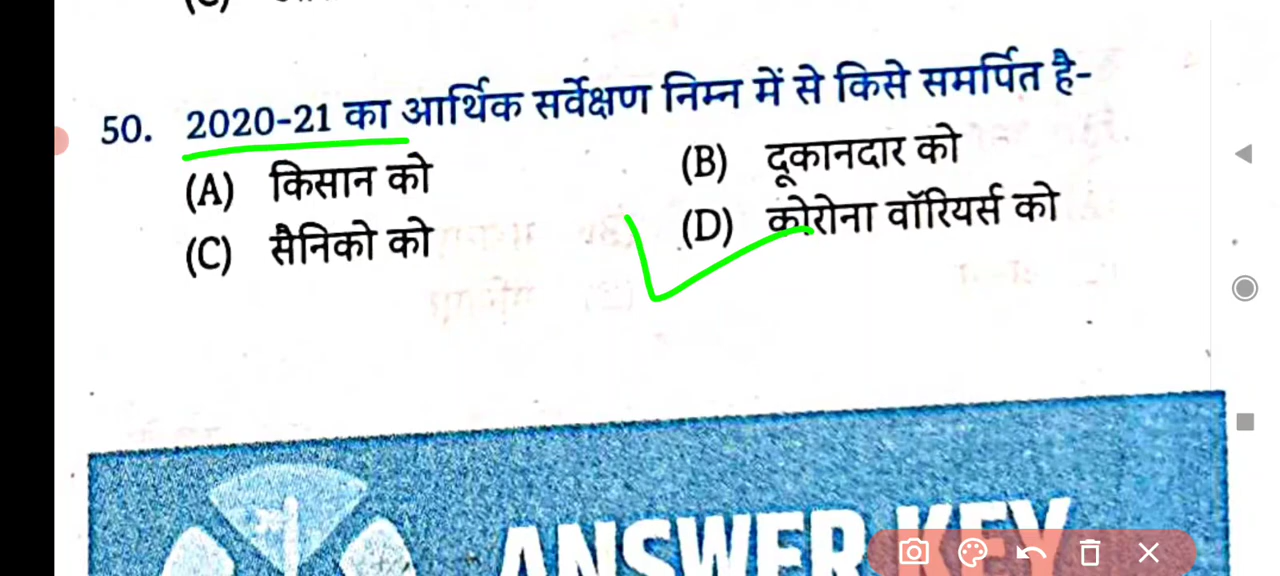 50. 2020-21 का आर्थिक सर्वेक्षण निम्न में से किसे समर्पित है-
(A) किसान को (B) दूकानदार को
(C) सैनिको को (D) कोरोना वॉरियर्स को
ANSWER KEY